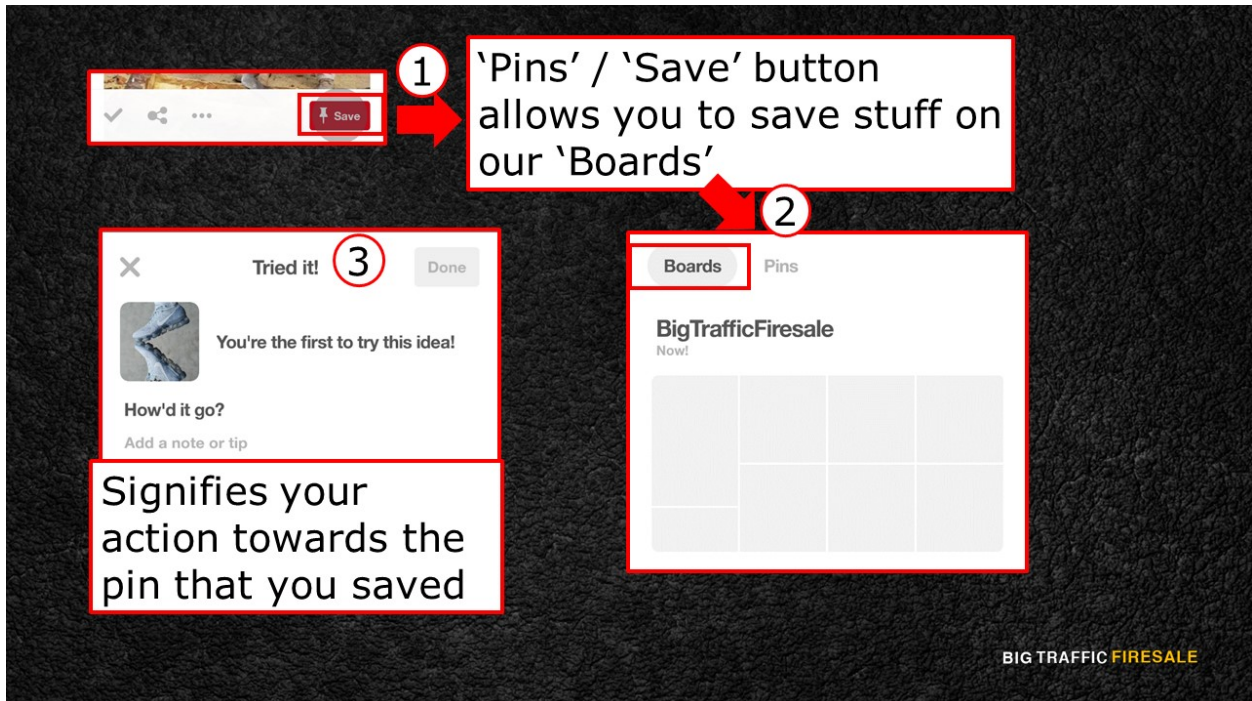 Save
1
‘Pins’ / ‘Save’ button
allows you to save stuff on
our ‘Boards’
2
Tried it!
3
Done
You're the first to try this idea!
How'd it go?
Add a note or tip
Signifies your
action towards the
pin that you saved
Boards Pins
BigTrafficFiresale
Now!
BIG TRAFFIC FIRESALE